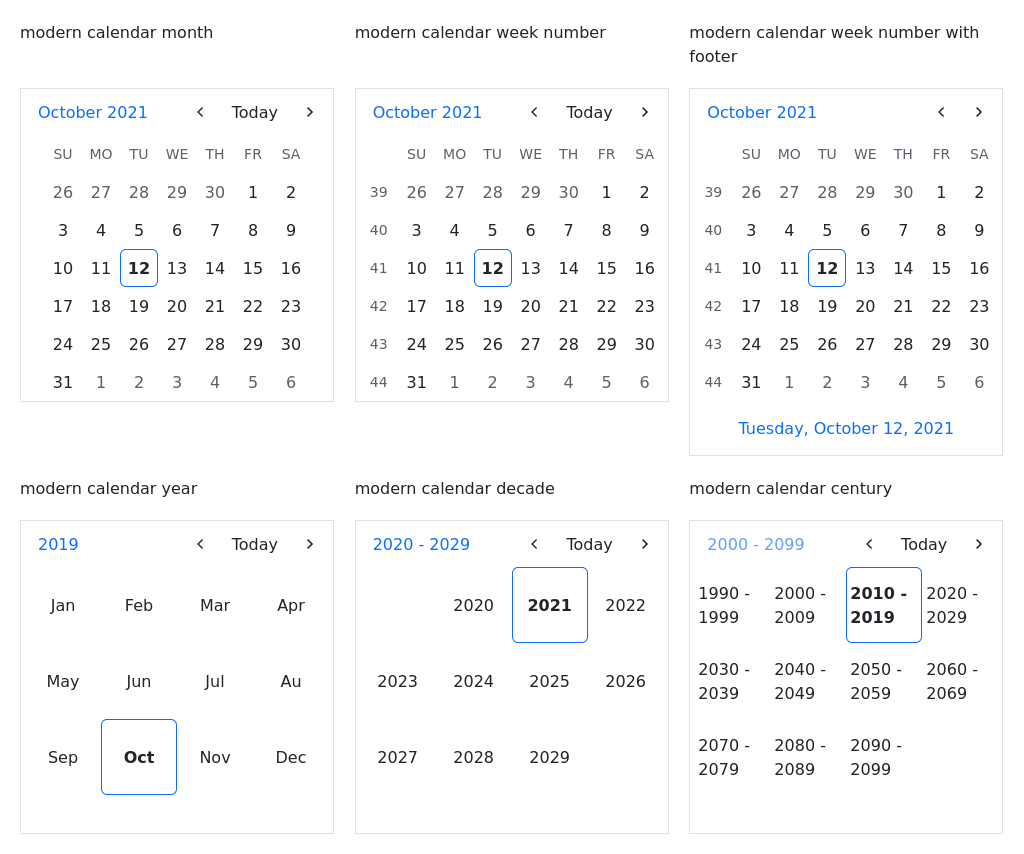 modern calendar month
October 2021 Today
SU MO TU WE TH FR SA
26 27 28 29 30 1 2
3 4 5 6 7 8 9
10 11 12 13 14 15 16
17 18 19 20 21 22 23
24 25 26 27 28 29 30
31 1 2 3 4 5 6
modern calendar week number
October 2021 Today
SU MO TU WE TH FR SA
39 26 27 28 29 30 1 2
40 3 4 5 6 7 8 9
41 10 11 12 13 14 15 16
42 17 18 19 20 21 22 23
43 24 25 26 27 28 29 30
44 31 1 2 3 4 5 6
modern calendar week number with
footer
October 2021
SU MO TU WE TH FR SA
39 26 27 28 29 30 1 2
40 3 4 5 6 7 8 9
41 10 11 12 13 14 15 16
42 17 18 19 20 21 22 23
43 24 25 26 27 28 29 30
44 31 1 2 3 4 5 6
Tuesday, October 12, 2021
modern calendar year
2019 Today
Jan Feb Mar Apr
May Jun Jul Au
Sep Oct Nov Dec
modern calendar decade
2020 - 2029 Today
2020 2021 2022
2023 2024 2025 2026
2027 2028 2029
modern calendar century
2000 - 2099 Today
1990 - 2000 - 2010 - 2020 -
1999 2009 2019 2029
2030 - 2040 - 2050 - 2060 -
2039 2049 2059 2069
2070 - 2080 - 2090 -
2079 2089 2099